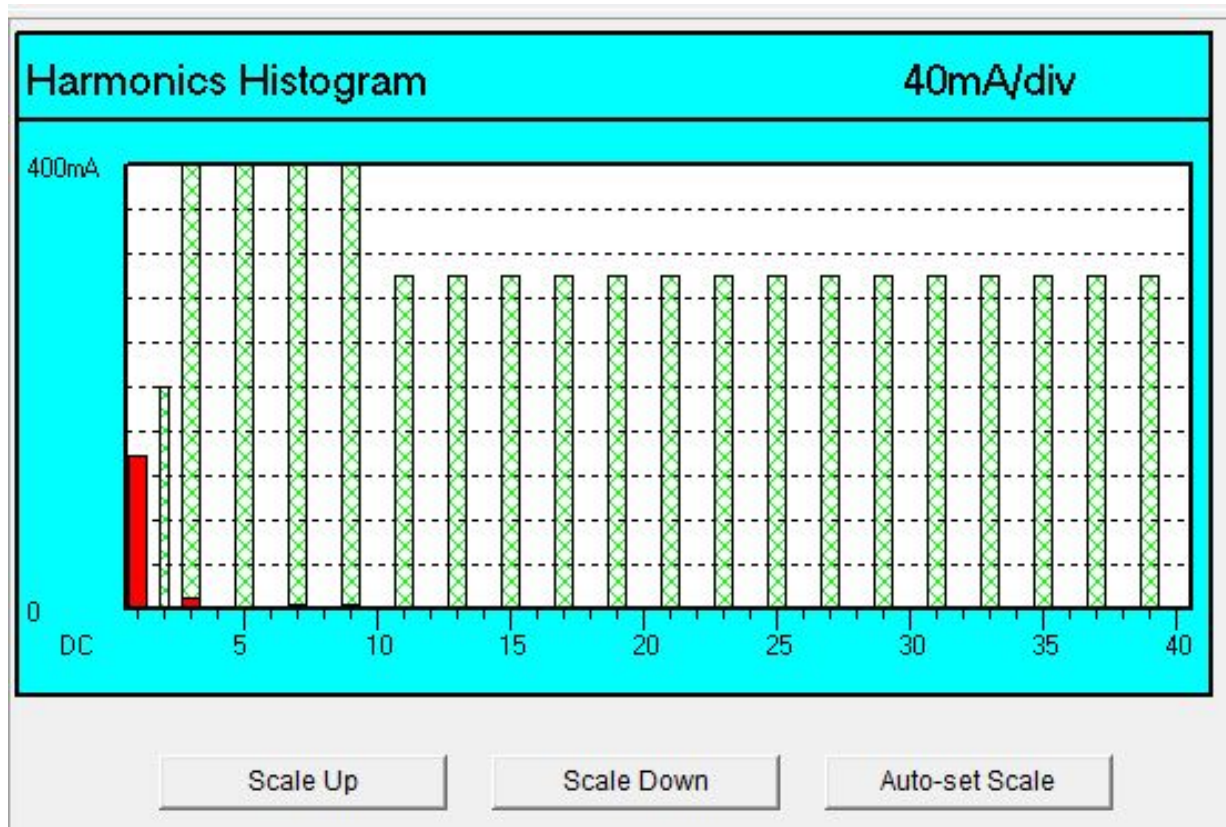 Harmonics Histogram 40mA/div
400mA
0
DC 5 10 15 20 25 30 35 40
Scale Up Scale Down Auto-set Scale